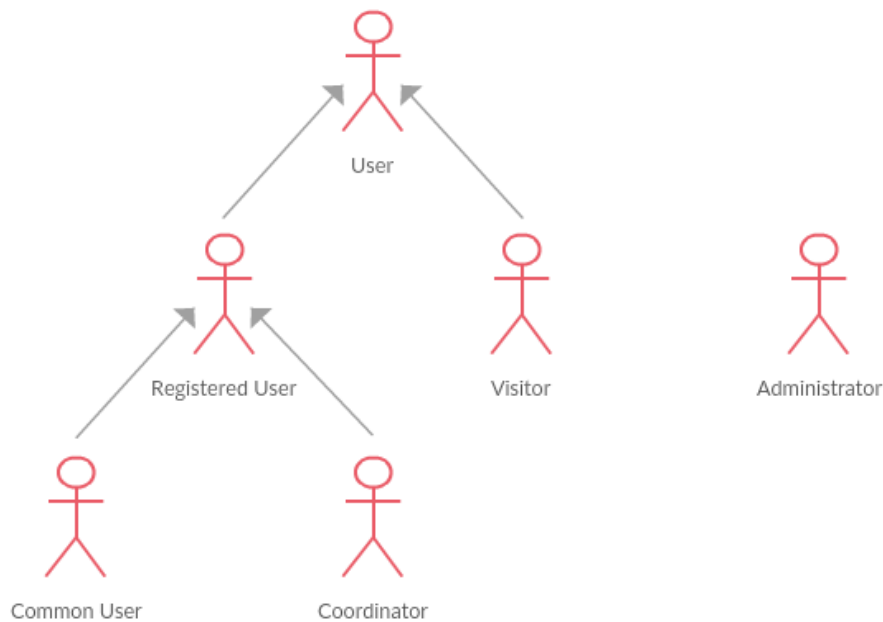 User
Registered User
Visitor
Administrator
Common User
Coordinator